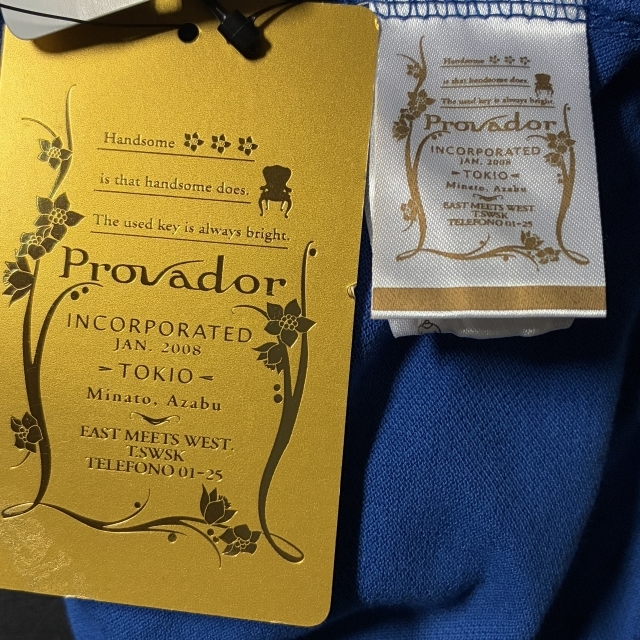 Handsome
is that handsome does.
The used key is always bright.
Provador
INCORPORATED
JAN. 2008
TOKIO
Minato, Azabu
EAST MEETS WEST.
T.SWSK
TELEFONO 01-25
Handsome
is that handsome does.
The used key is always bright.
Provador
INCORPORATED
JAN. 2008
TOKIO
Minato, Azabu
EAST MEETS WEST
T.SWSK
TELEFONO 01-25